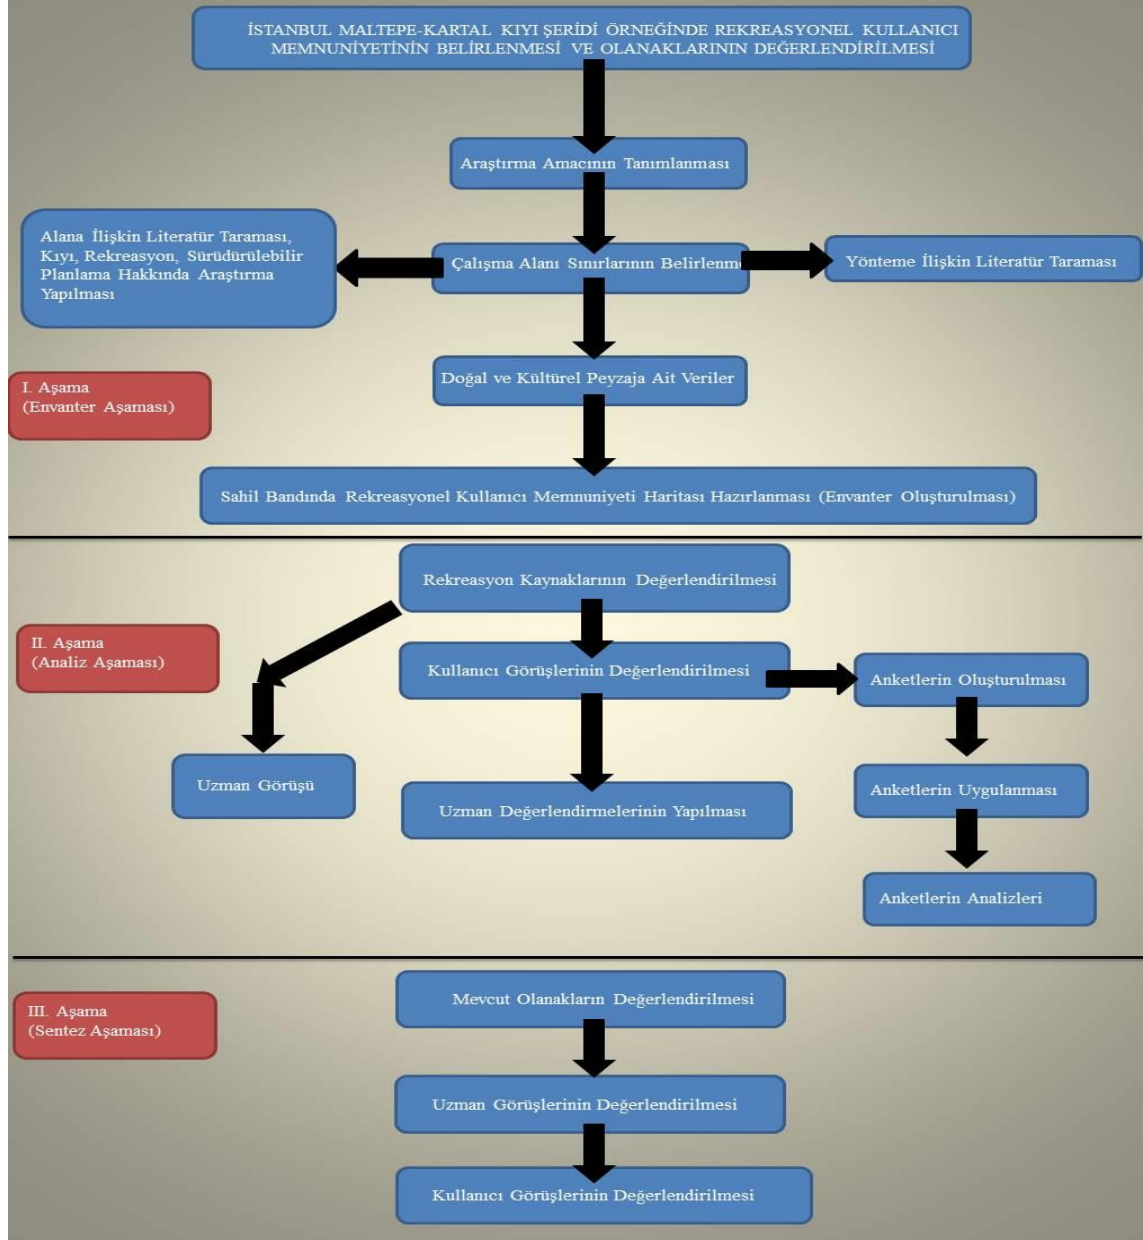 İSTANBUL MALTEPE-KARTAL KIYI ŞERİDİ ÖRNEĞİNDE REKREASYONEL KULLANICI
MEMNUNİYETİNİN BELİRLENMESİ VE OLANAKLARININ DEĞERLENDİRİLMESİ
Araştırma Amacının Tanımlanması
Alana İlişkin Literatür Taraması,
Kıyı, Rekreasyon, Sürüdürülebilir
Planlama Hakkında Araştırma
Yapılması
Çalışma Alanı Sınırlarının Belirlenme
Yönteme İlişkin Literatür Taraması
Doğal ve Kültürel Peyzaja Ait Veriler
I. Aşama
(Envanter Aşaması)
Sahil Bandında Rekreasyonel Kullanıcı Memnuniyeti Haritası Hazırlanması (Envanter Oluşturulması)
Rekreasyon Kaynaklarının Değerlendirilmesi
II. Aşama
(Analiz Aşaması)
Kullanıcı Görüşlerinin Değerlendirilmesi
Anketlerin Oluşturulması
Uzman Görüşü
Uzman Değerlendirmelerinin Yapılması
Anketlerin Uygulanması
Anketlerin Analizleri
III. Aşama
(Sentez Aşaması)
Mevcut Olanakların Değerlendirilmesi
Uzman Görüşlerinin Değerlendirilmesi
Kullanıcı Görüşlerinin Değerlendirilmesi